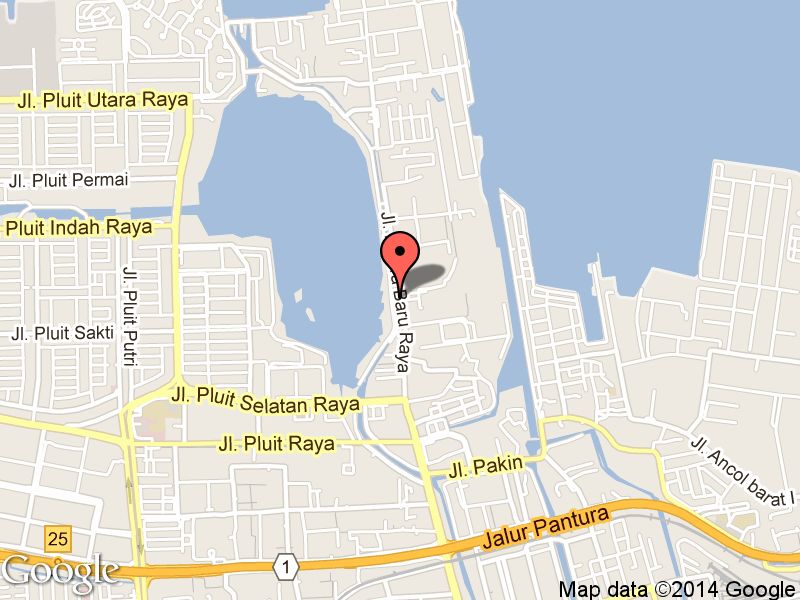 Jl. Pluit Utara Raya
Jl. Pluit Permai
Pluit Indah Raya
Jl. Pluit Putri
Jl. Pluit Sakti
Jl.
Baru Raya
Jl. Pluit Selatan Raya
Jl. Pluit Raya
Jl. Pakin
Jl. Ancol barat I
Jalur Pantura
25
1
Google
Map data ©2014 Google